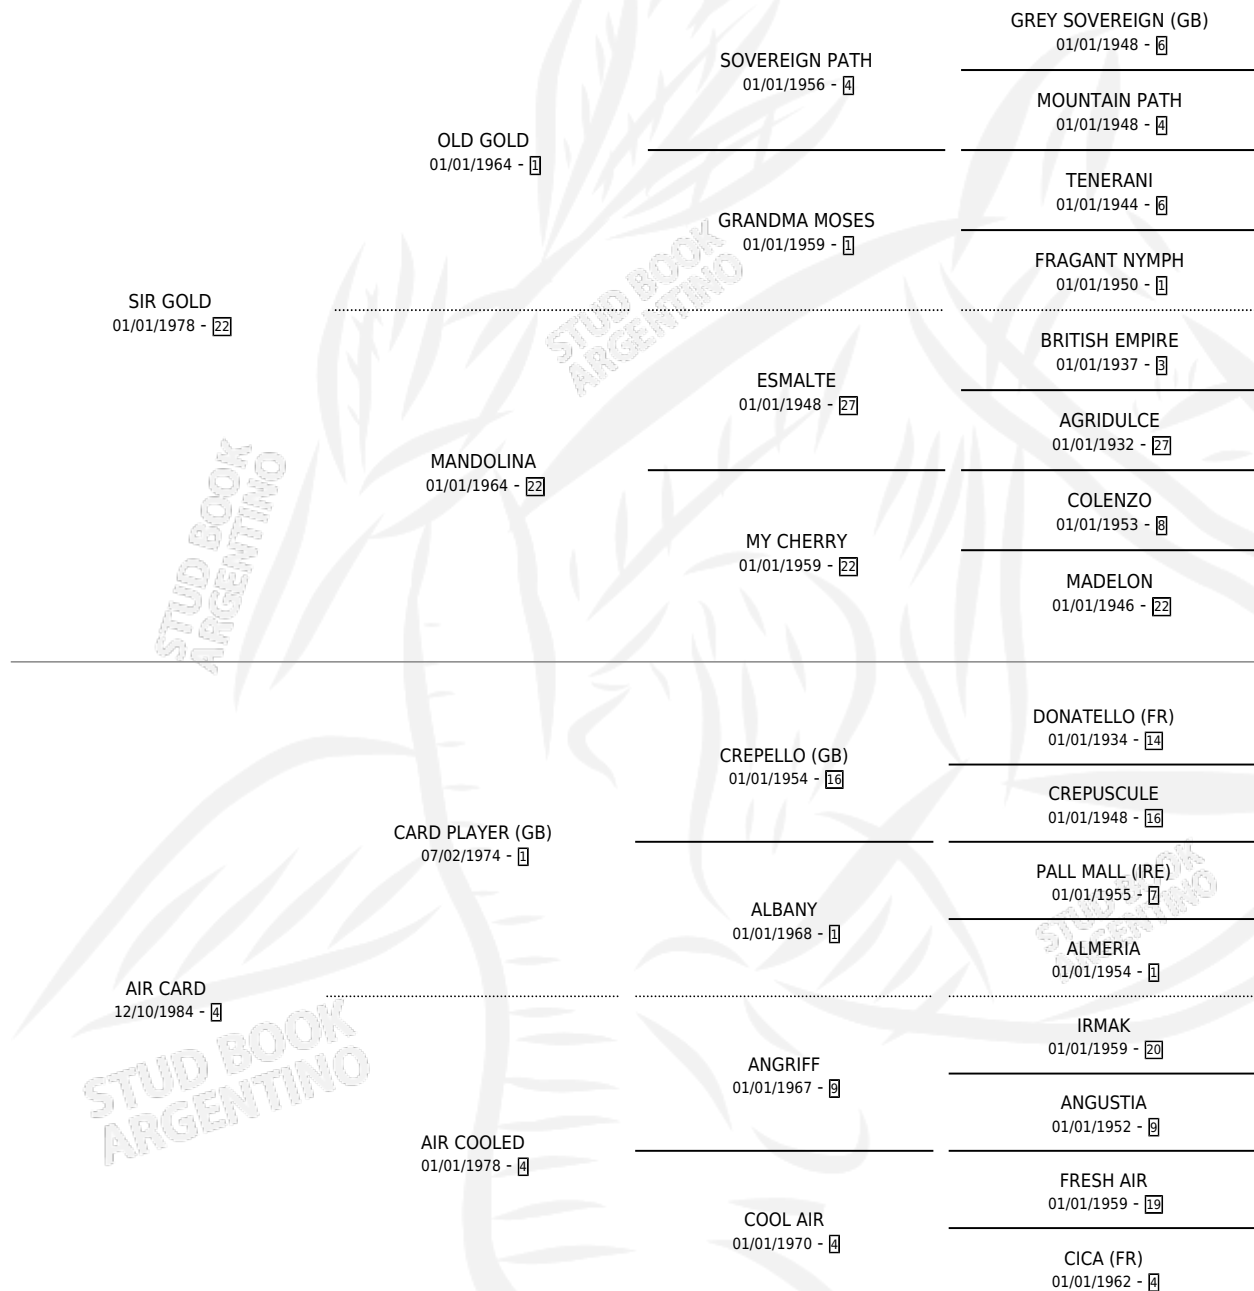 GREY SOVEREIGN (GB)
01/01/1948 - 6
SOVEREIGN PATH
01/01/1956 - 4
MOUNTAIN PATH
01/01/1948 - 4
OLD GOLD
01/01/1964 - 1
TENERANI
01/01/1944 - 6
GRANDMA MOSES
01/01/1959 - 1
FRAGANT NYMPH
01/01/1950 - 1
SIR GOLD
01/01/1978 - 22
BRITISH EMPIRE
01/01/1937 - 3
ESMALTE
01/01/1948 - 27
AGRIDULCE
01/01/1932 - 27
MANDOLINA
01/01/1964 - 22
COLENZO
01/01/1953 - 8
MY CHERRY
01/01/1959 - 22
MADELON
01/01/1946 - 22
DONATELLO (FR)
01/01/1934 - 14
CREPELLO (GB)
01/01/1954 - 16
CREPUSCULE
01/01/1948 - 16
CARD PLAYER (GB)
07/02/1974 - 1
PALL MALL (IRE)
01/01/1955 - 7
ALBANY
01/01/1968 - 1
ALMERIA
01/01/1954 - 1
AIR CARD
12/10/1984 - 4
IRMAK
01/01/1959 - 20
ANGRIFF
01/01/1967 - 9
ANGUSTIA
01/01/1952 - 9
AIR COOLED
01/01/1978 - 4
FRESH AIR
01/01/1959 - 19
COOL AIR
01/01/1970 - 4
CICA (FR)
01/01/1962 - 4
STUD BOOK
ARGENTINO
STUD BOOK
ARGENTINO
STUD BOOK
ARGENTINO
STUD BOOK
ARGENTINO